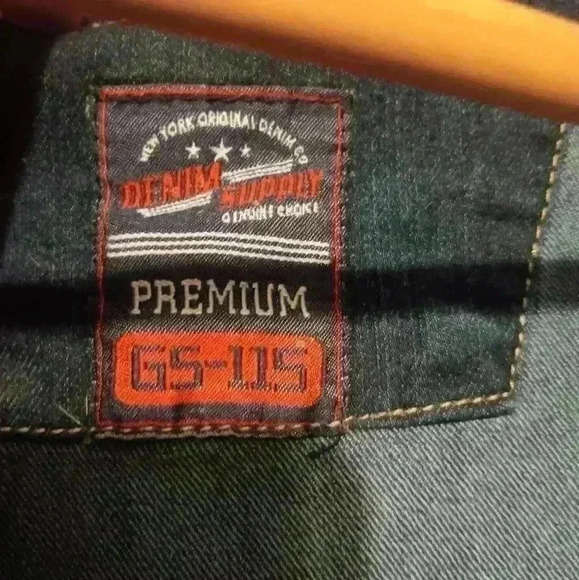 NEW YORK ORIGINAL DENIM CO
DENIM SUPPLY
GENUINE CHOICE
PREMIUM
GS-115